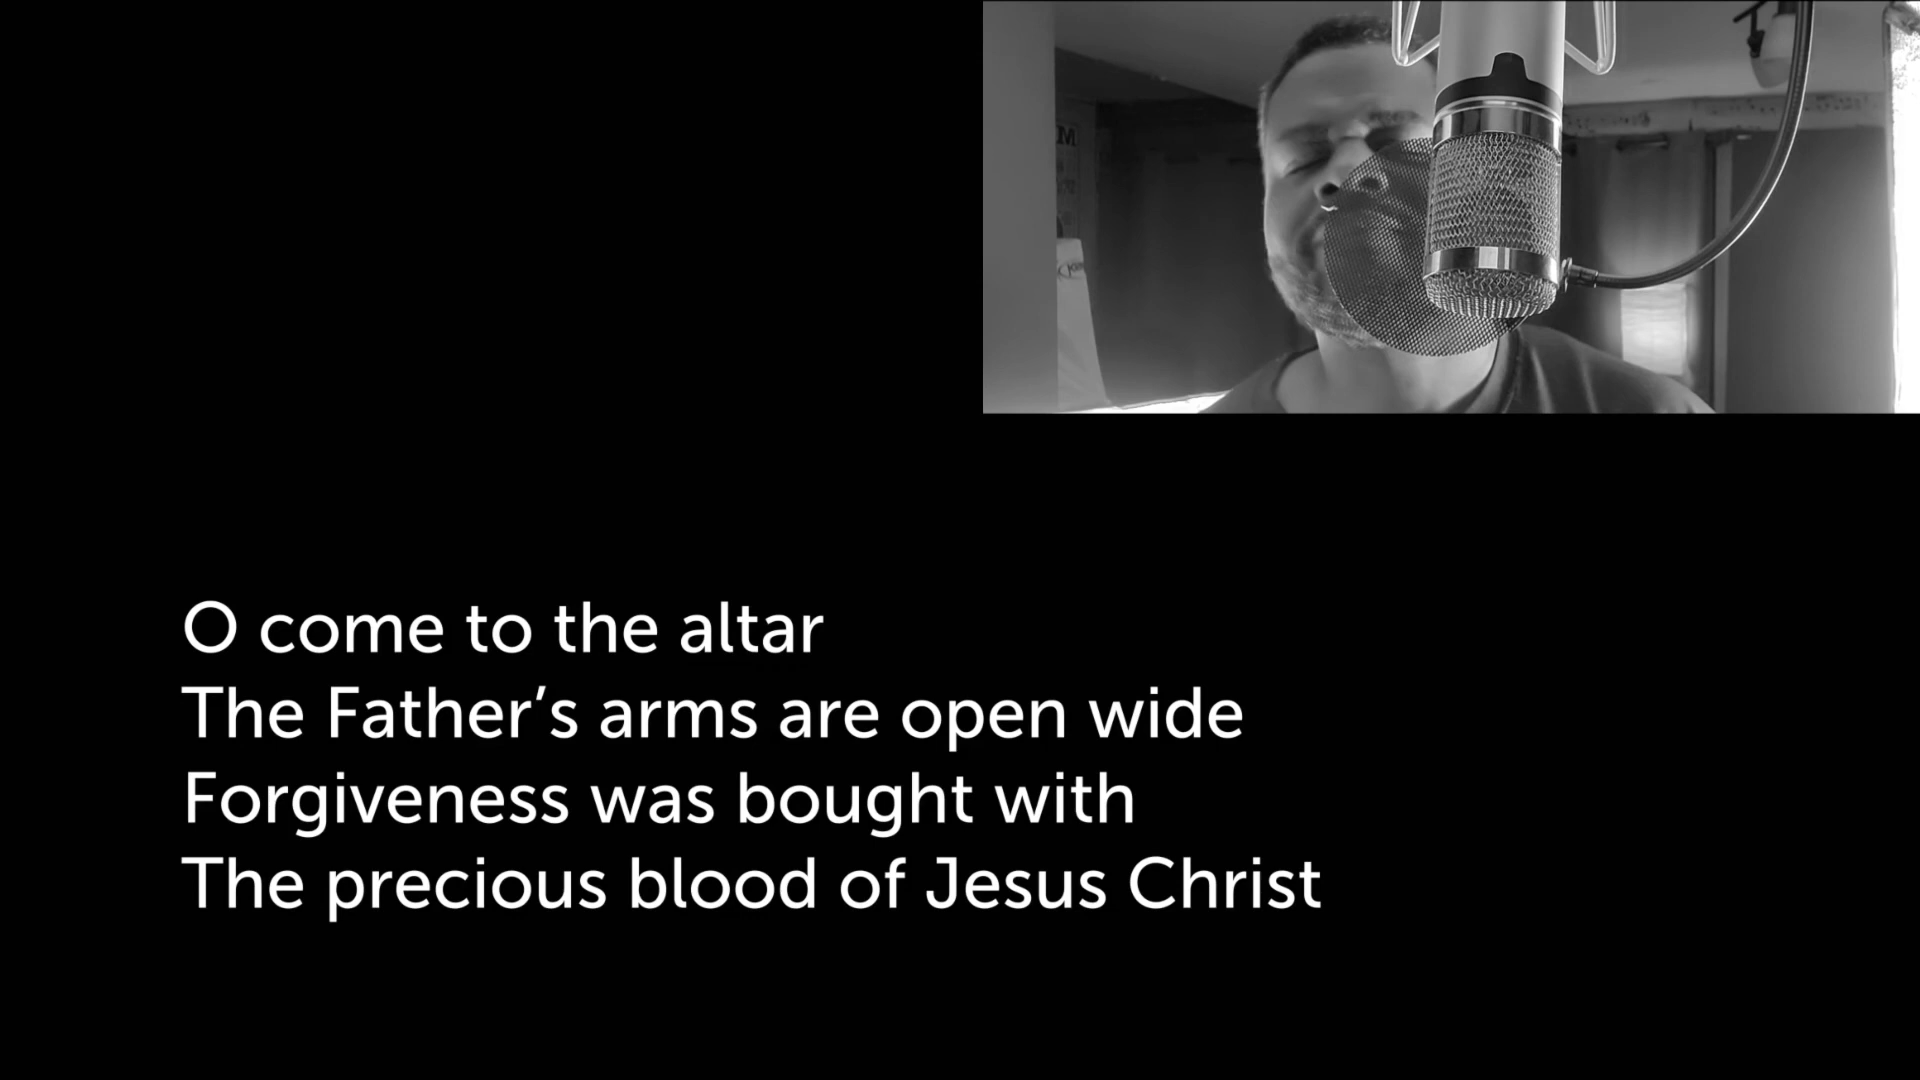 O come to the altar
The Father’s arms are open wide
Forgiveness was bought with
The precious blood of Jesus Christ